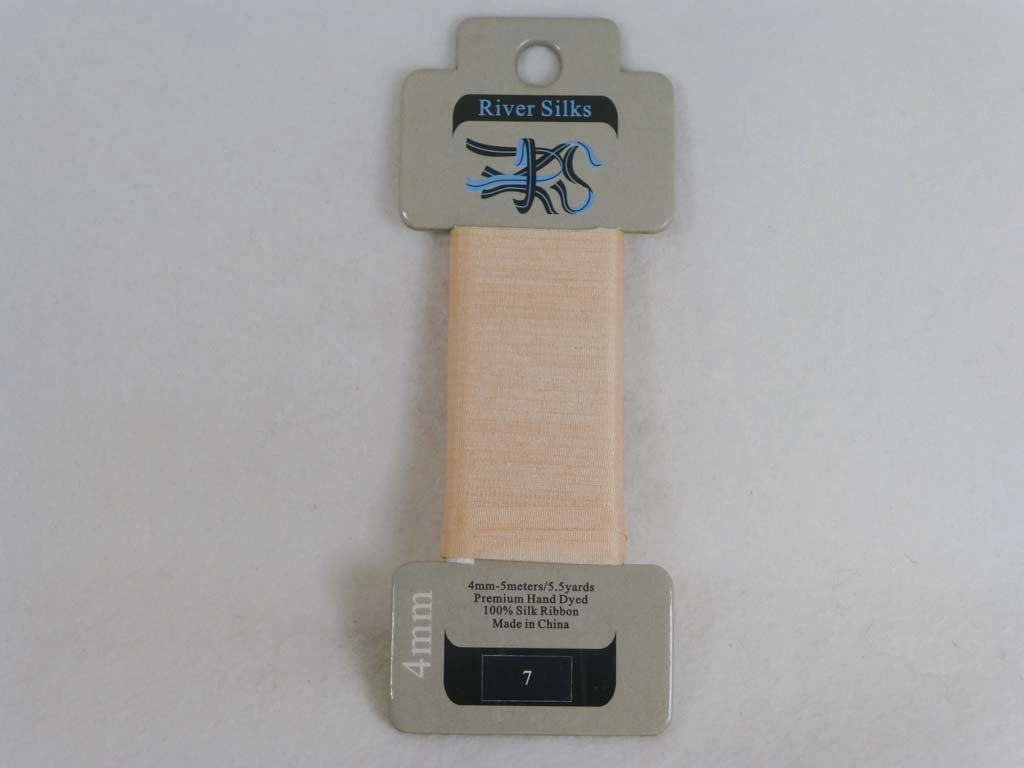 River Silks
4mm-5meters/5.5yards
Premium Hand Dyed
100% Silk Ribbon
Made in China
4mm
7